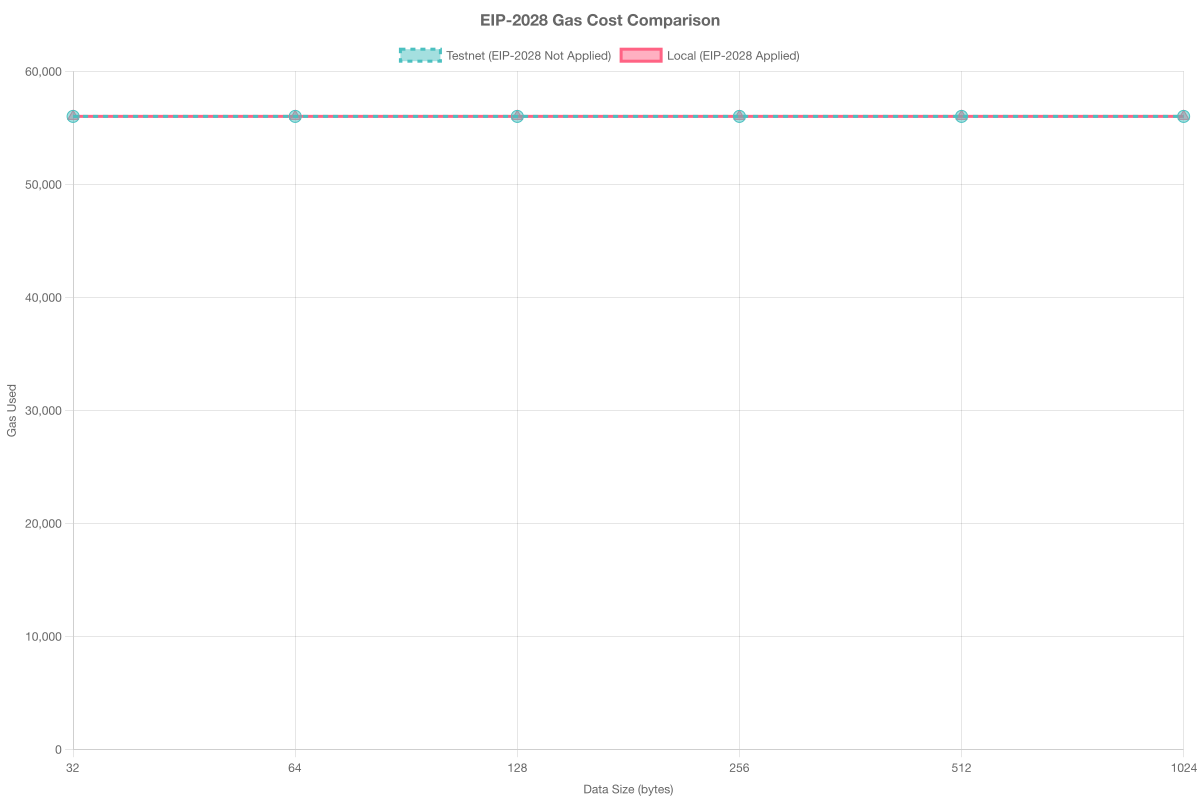 EIP-2028 Gas Cost Comparison
Testnet (EIP-2028 Not Applied) Local (EIP-2028 Applied)
60,000
50,000
40,000
30,000
20,000
10,000
0
Gas Used
32 64 128 256 512 1024
Data Size (bytes)